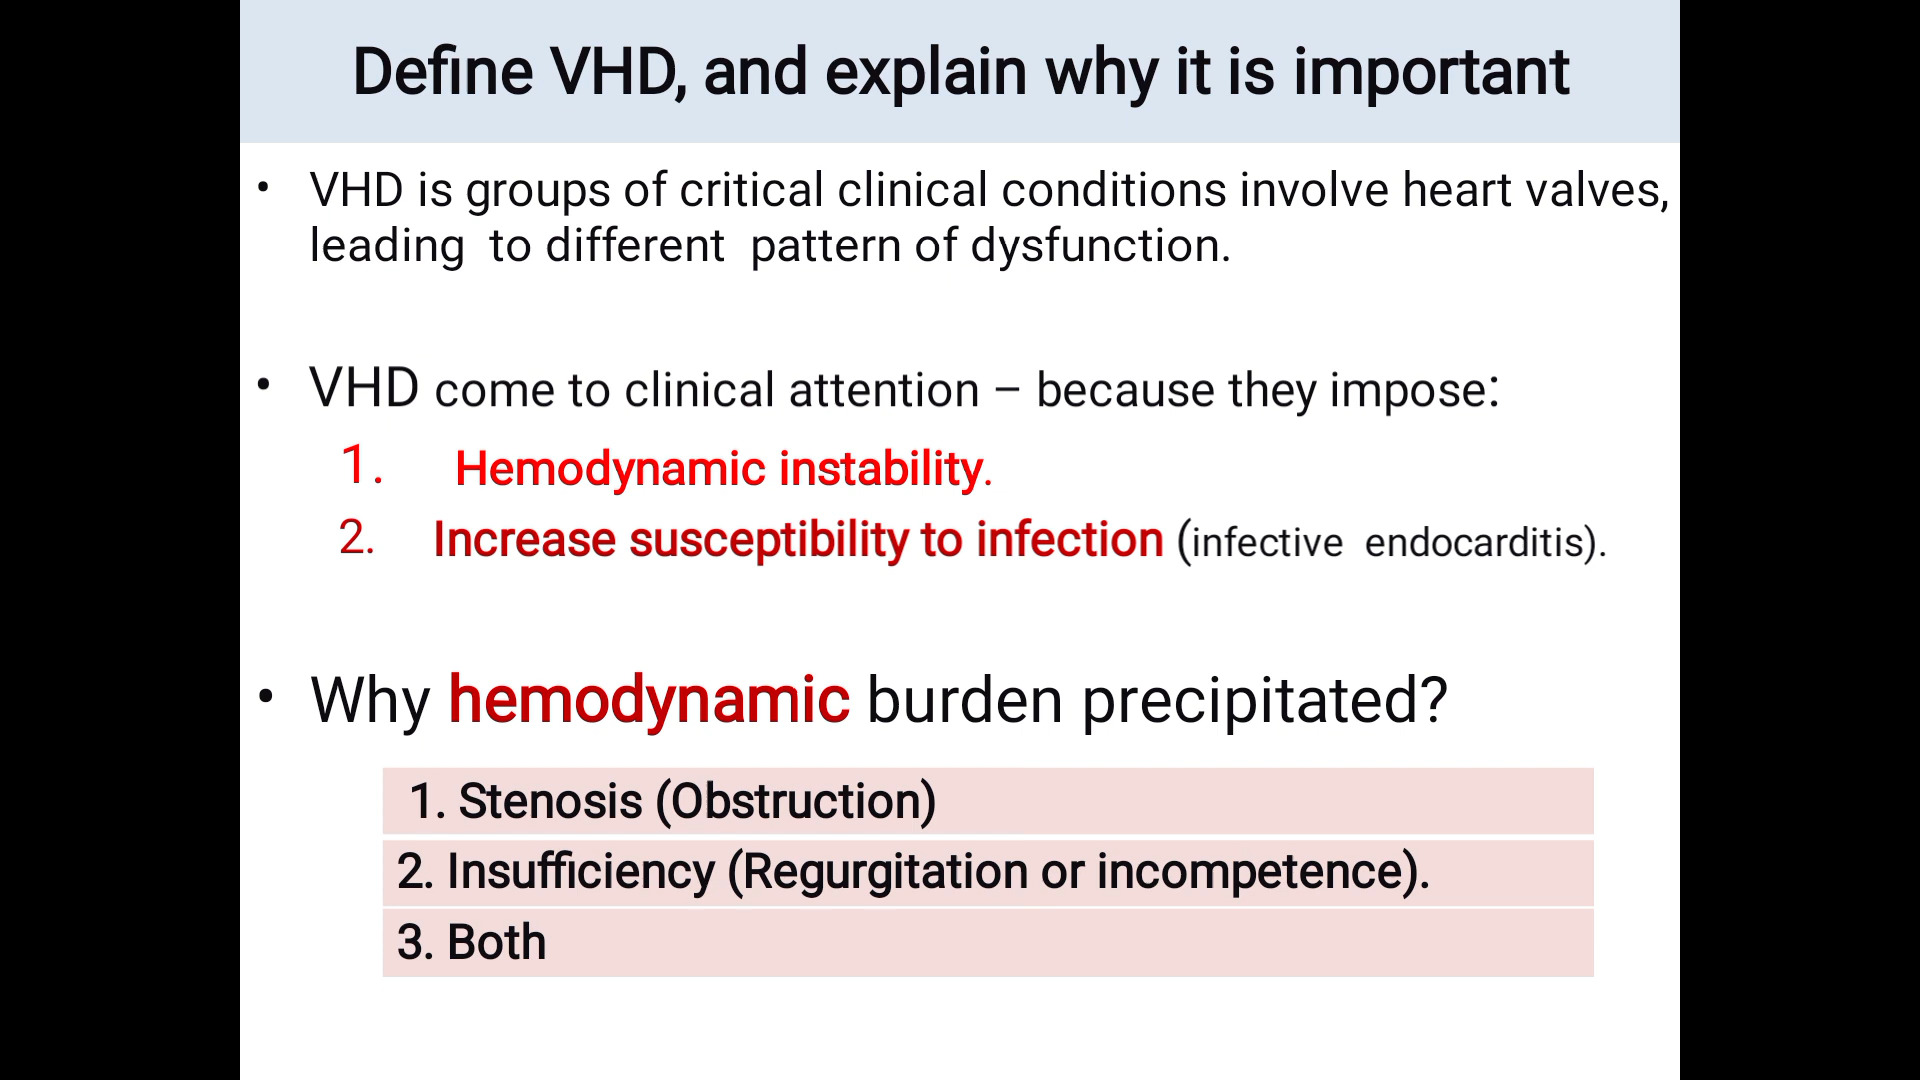 Define VHD, and explain why it is important
• VHD is groups of critical clinical conditions involve heart valves,
leading to different pattern of dysfunction.
• VHD come to clinical attention – because they impose:
1. Hemodynamic instability.
2. Increase susceptibility to infection (infective endocarditis).
• Why hemodynamic burden precipitated?
1. Stenosis (Obstruction)
2. Insufficiency (Regurgitation or incompetence).
3. Both